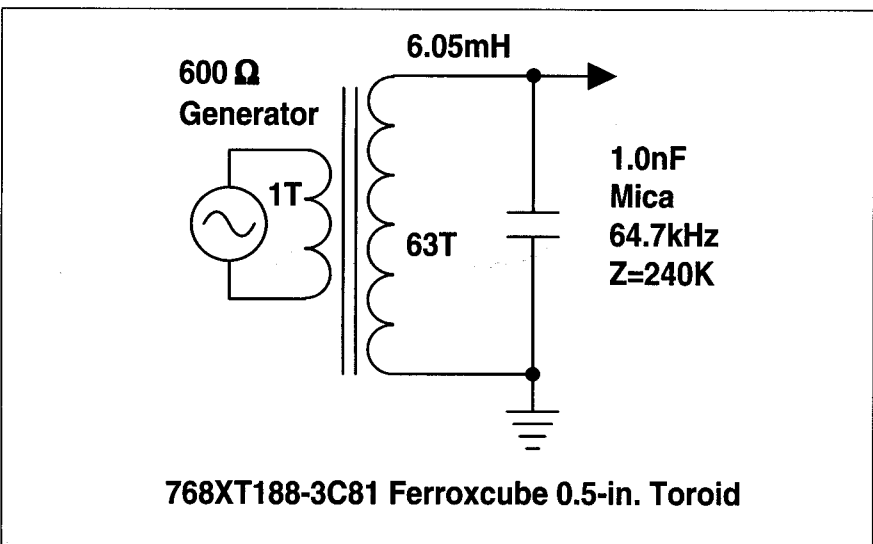 6.05mH
600 Ω
Generator
1T
63T
1.0nF
Mica
64.7kHz
Z=240K
768XT188-3C81 Ferroxcube 0.5-in. Toroid